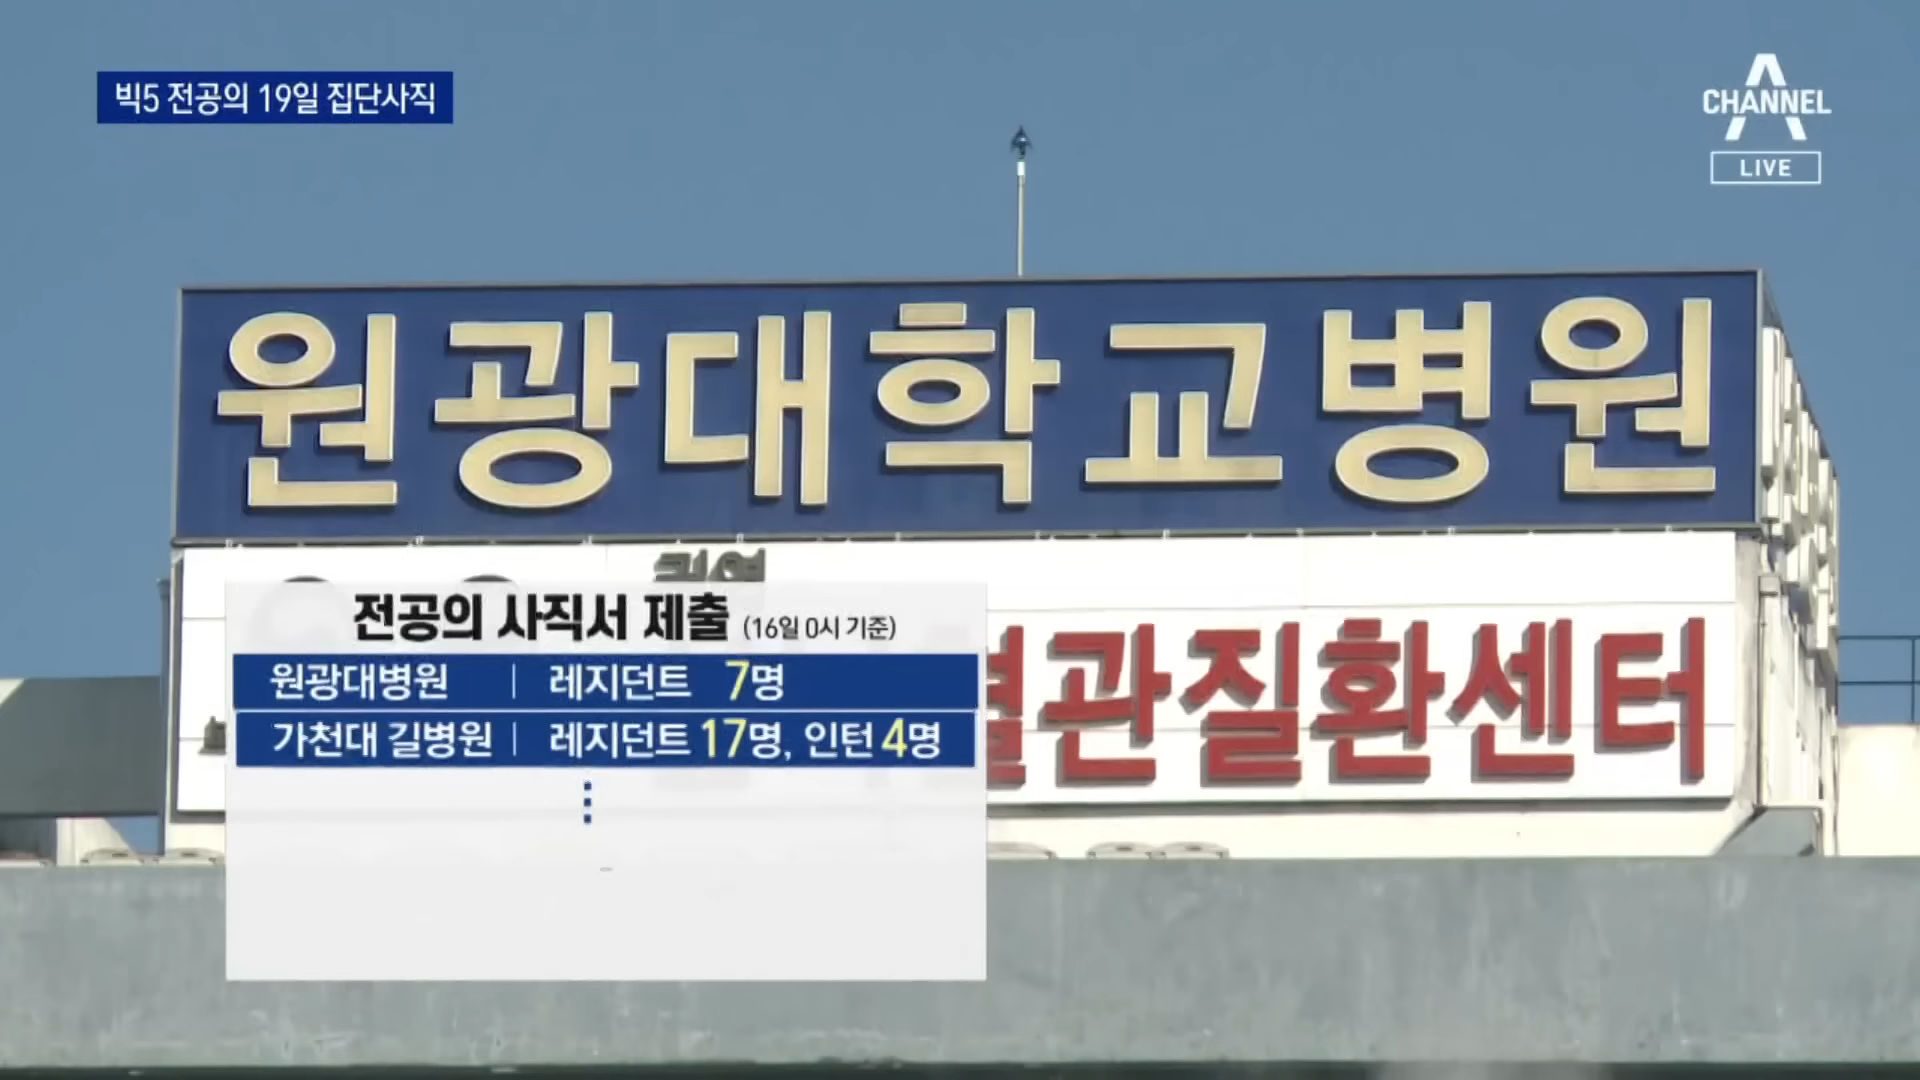 빅5 전공의 19일 집단사직
CHANNEL A
LIVE
원광대학교병원
전공의 사직서 제출 (16일 0시 기준)
원광대병원 | 레지던트 7명
가천대 길병원 | 레지던트 17명, 인턴 4명
관질환센터